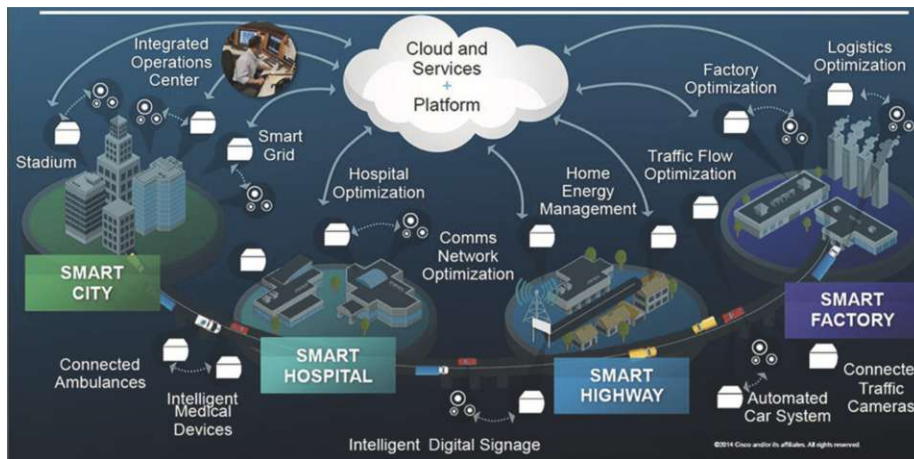 Integrated
Operations
Center
Cloud and
Services
+
Platform
Logistics
Optimization
Factory
Optimization
Stadium
Smart
Grid
Hospital
Optimization
Home
Energy
Management
Traffic Flow
Optimization
Comms
Network
Optimization
SMART
CITY
SMART
HOSPITAL
SMART
HIGHWAY
SMART
FACTORY
Connected
Ambulances
Intelligent
Medical
Devices
Intelligent Digital Signage
Automated
Car System
Connecte
Traffic
Cameras
©2014 Cisco and/or its affiliates. All rights reserved.